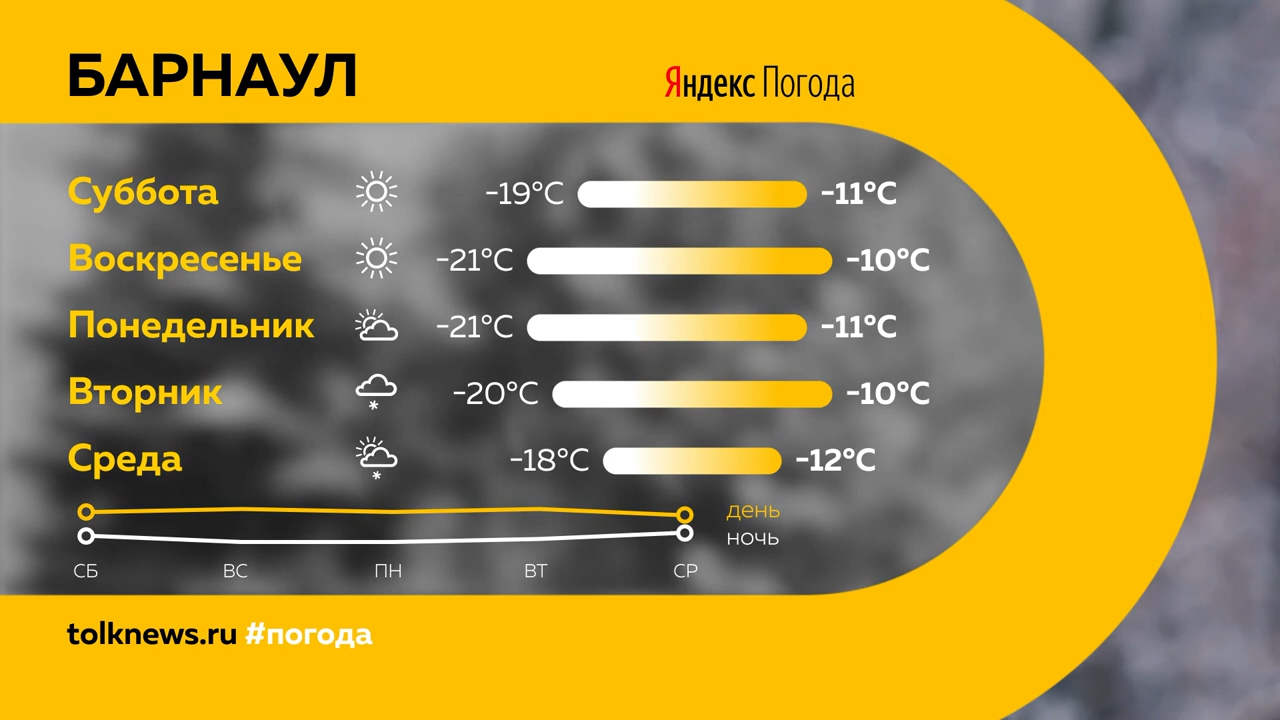 БАРНАУЛ
Яндекс Погода
Суббота -19°C -11°C
Воскресенье -21°C -10°C
Понедельник -21°C -11°C
Вторник -20°C -10°C
Среда -18°C -12°C
день
ночь
СБ ВС ПН ВТ СР
tolknews.ru #погода